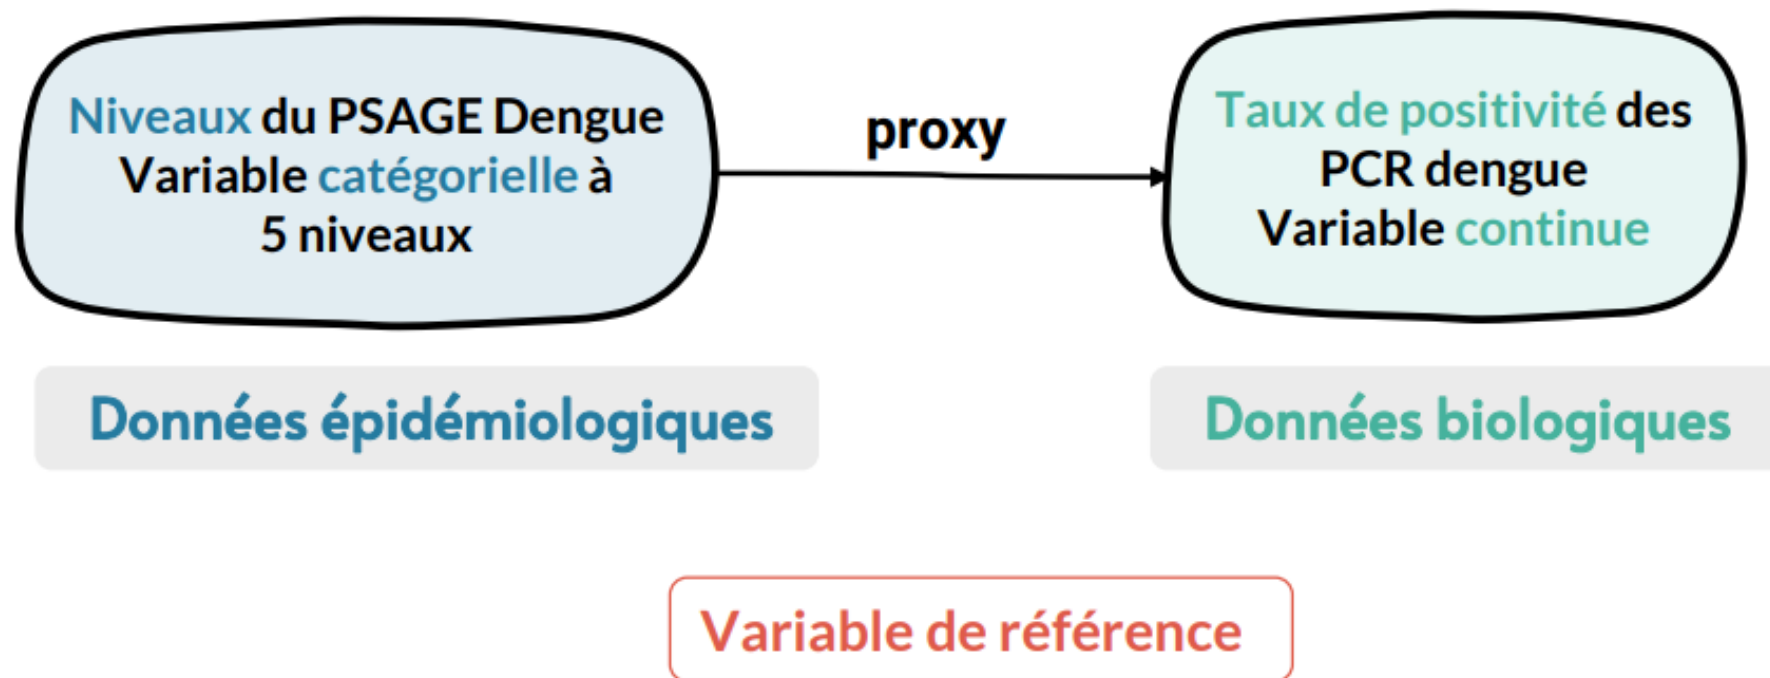 Niveaux du PSAGE Dengue
Variable catégorielle à
5 niveaux
proxy
Taux de positivité des
PCR dengue
Variable continue
Données épidémiologiques
Données biologiques
Variable de référence